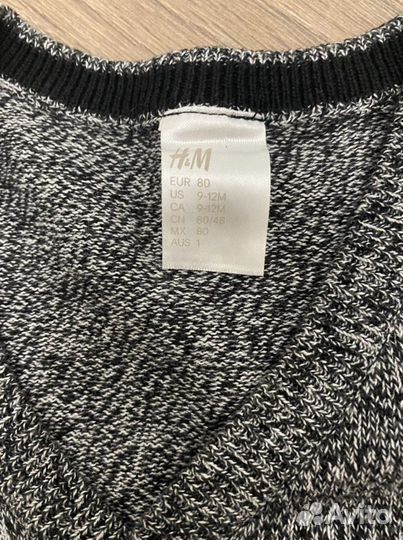 H&M
EUR 80
US 9-12M
CA 9-12M
CN 80/48
MX 80
AUS 1
Avito